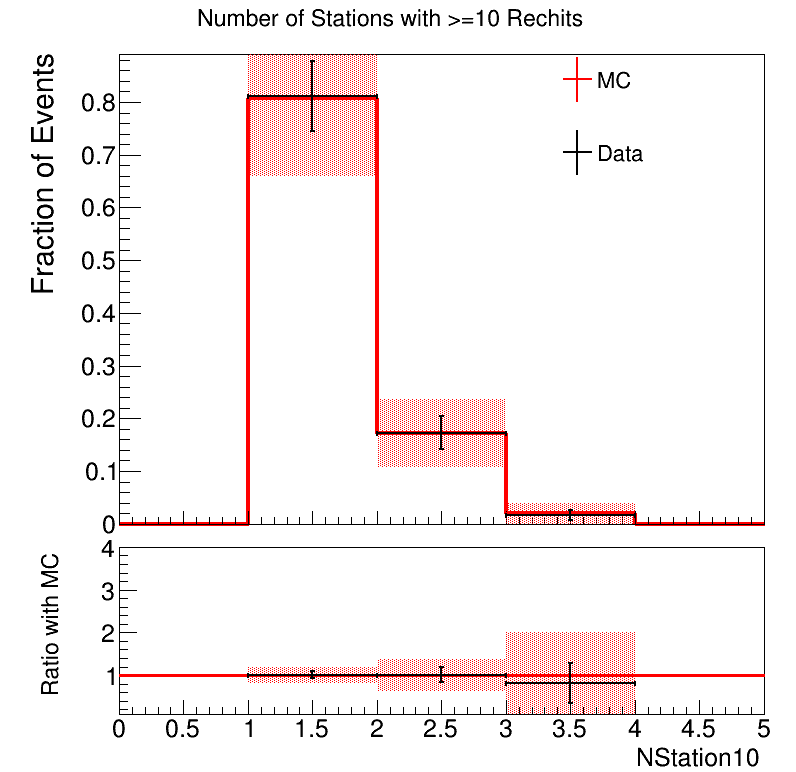 Number of Stations with >=10 Rechits
Fraction of Events
MC
Data
0.8
0.7
0.6
0.5
0.4
0.3
0.2
0.1
0
Ratio with MC
4
3
2
1
0 0.5 1 1.5 2 2.5 3 3.5 4 4.5 5
NStation10